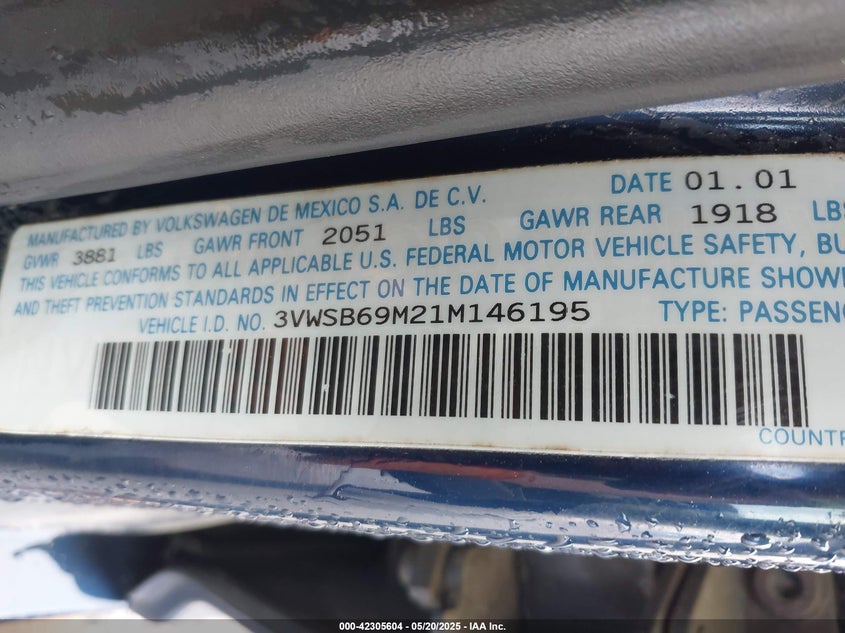 MANUFACTURED BY VOLKSWAGEN DE MEXICO S.A. DE C.V. DATE 01.01
GVWR 3881 LBS GAWR FRONT 2051 LBS GAWR REAR 1918 LBS
THIS VEHICLE CONFORMS TO ALL APPLICABLE U.S. FEDERAL MOTOR VEHICLE SAFETY, BU
AND THEFT PREVENTION STANDARDS IN EFFECT ON THE DATE OF MANUFACTURE SHOW
VEHICLE I.D. NO. 3VWSB69M21M146195 TYPE: PASSENG
COUNTR
000-42305604 - 05/20/2025 - IAA Inc.